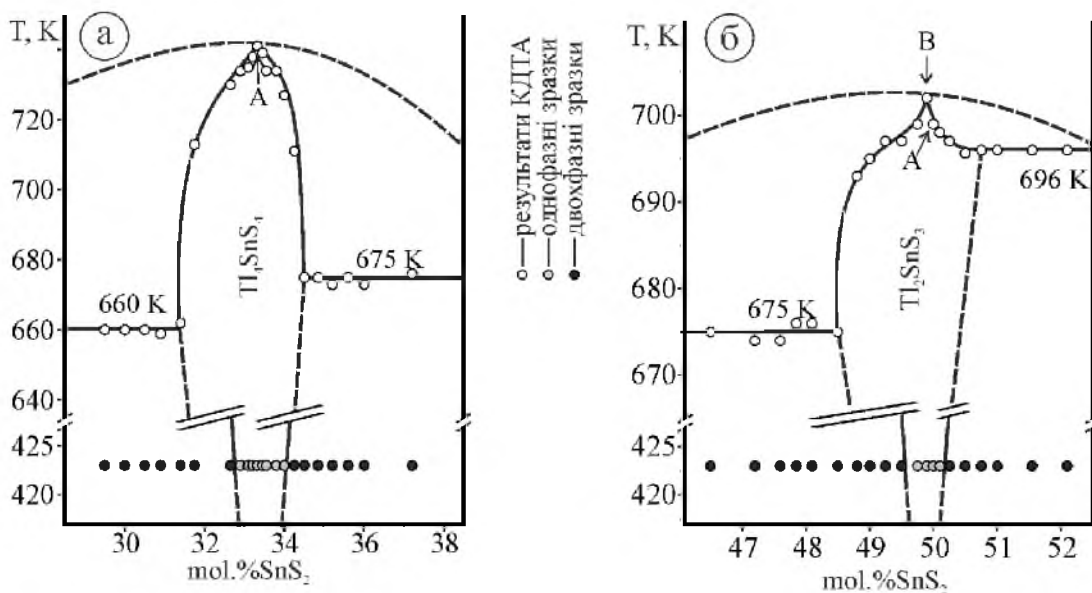 T, K
а
720
700
680
660
640
425
420
660 K
675 K
A
Tl₄SnS₄
30
32
34
36
38
mol.%SnS₂
результати КДТА
однофазні зразки
двохфазні зразки
T, K
б
B
A
700
690
680
670
425
420
675 K
696 K
Tl₂SnS₃
47
48
49
50
51
52
mol.%SnS₂